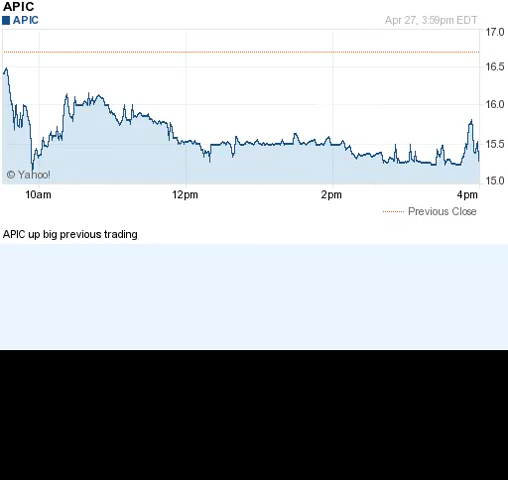 APIC
APIC Apr 27, 3:59pm EDT
17.0
16.5
16.0
15.5
15.0
© Yahoo!
10am 12pm 2pm 4pm
Previous Close
APIC up big previous trading